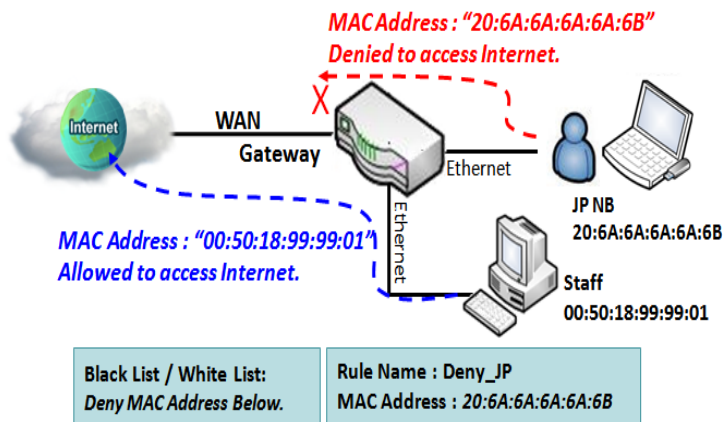 MAC Address : “20:6A:6A:6A:6A:6B”
Denied to access Internet.
Internet
WAN
Gateway
Ethernet
JP NB
20:6A:6A:6A:6A:6B
Ethernet
MAC Address : “00:50:18:99:99:01”
Allowed to access Internet.
Staff
00:50:18:99:99:01
Black List / White List:
Deny MAC Address Below.
Rule Name : Deny_JP
MAC Address : 20:6A:6A:6A:6A:6B